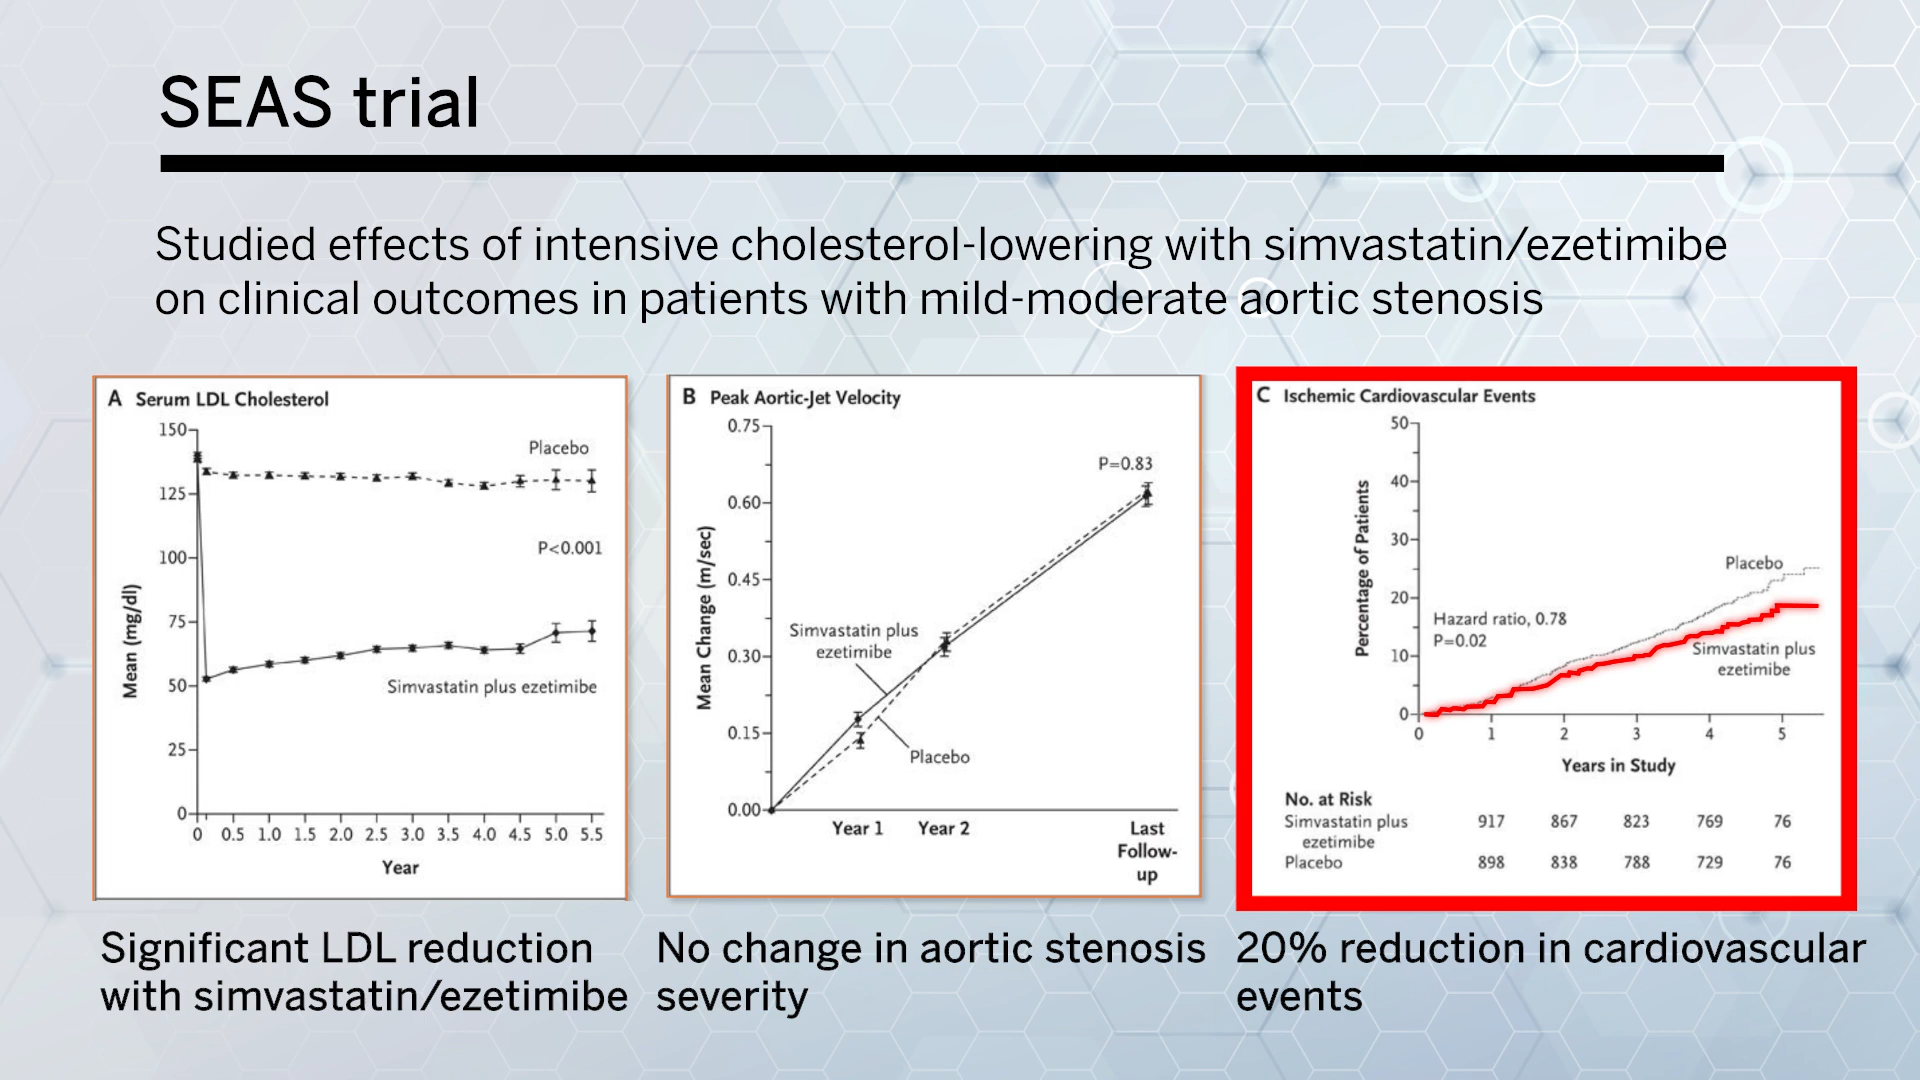 SEAS trial
Studied effects of intensive cholesterol-lowering with simvastatin/ezetimibe
on clinical outcomes in patients with mild-moderate aortic stenosis
A Serum LDL Cholesterol
150
125
100
75
50
25
0
Mean (mg/dl)
Placebo
P<0.001
Simvastatin plus ezetimibe
0 0.5 1.0 1.5 2.0 2.5 3.0 3.5 4.0 4.5 5.0 5.5
Year
B Peak Aortic-Jet Velocity
0.75
0.60
0.45
0.30
0.15
0.00
Mean Change (m/sec)
P=0.83
Simvastatin plus
ezetimibe
Placebo
Year 1 Year 2 Last
Follow-
up
C Ischemic Cardiovascular Events
50
40
30
20
10
0
Percentage of Patients
Placebo
Hazard ratio, 0.78
P=0.02
Simvastatin plus
ezetimibe
0 1 2 3 4 5
Years in Study
No. at Risk
Simvastatin plus 917 867 823 769 76
ezetimibe
Placebo 898 838 788 729 76
Significant LDL reduction
with simvastatin/ezetimibe
No change in aortic stenosis
severity
20% reduction in cardiovascular
events